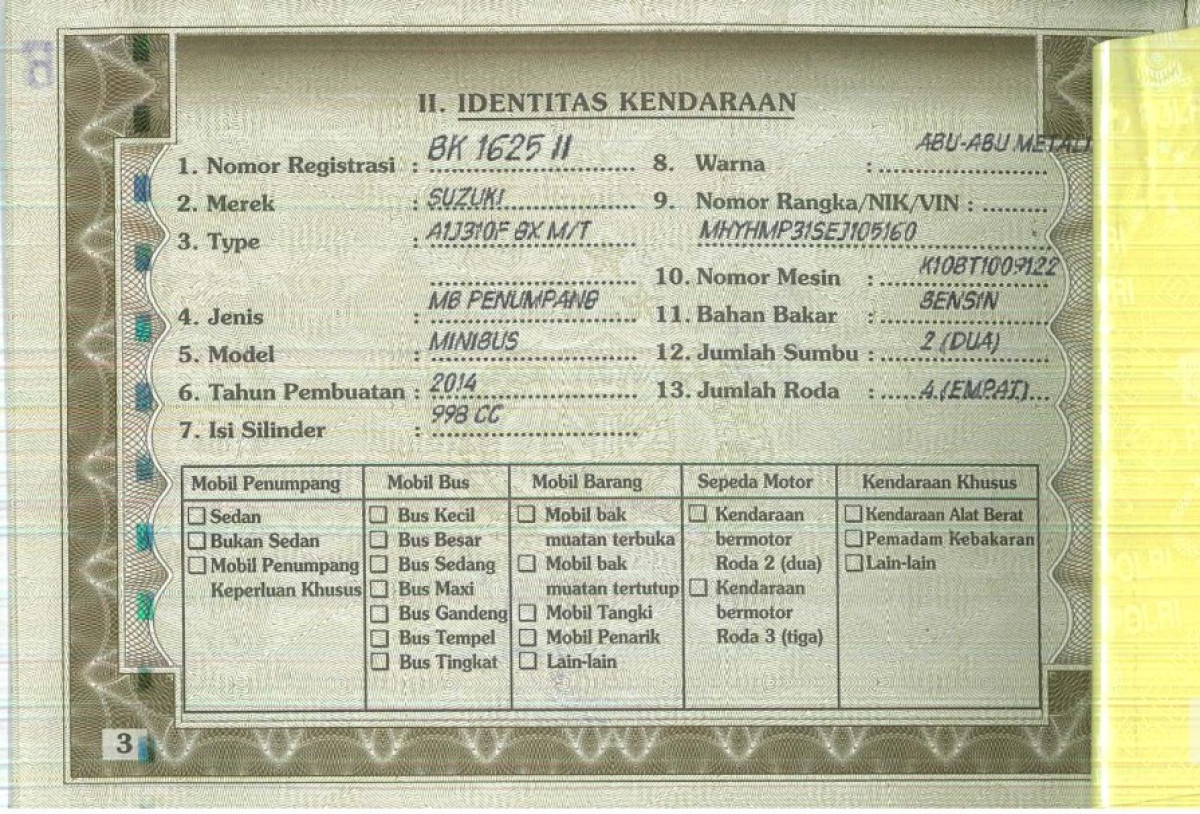 II. IDENTITAS KENDARAAN
1. Nomor Registrasi : BK 1625 II
2. Merek : SUZUKI
3. Type : A1J310F GX M/T
4. Jenis : MB PENUMPANG
5. Model : MINIBUS
6. Tahun Pembuatan : 2014
7. Isi Silinder : 998 CC
8. Warna : ABU-ABU METALI
9. Nomor Rangka/NIK/VIN :
MHYHMP31SEJ105160
10. Nomor Mesin : K10BT1009122
11. Bahan Bakar : BENSIN
12. Jumlah Sumbu : 2 (DUA)
13. Jumlah Roda : 4 (EMPAT)
Mobil Penumpang
Sedan
Bukan Sedan
Mobil Penumpang
Keperluan Khusus
Mobil Bus
Bus Kecil
Bus Besar
Bus Sedang
Bus Maxi
Bus Gandeng
Bus Tempel
Bus Tingkat
Mobil Barang
Mobil bak
muatan terbuka
Mobil bak
muatan tertutup
Mobil Tangki
Mobil Penarik
Lain-lain
Sepeda Motor
Kendaraan
bermotor
Roda 2 (dua)
Kendaraan
bermotor
Roda 3 (tiga)
Kendaraan Khusus
Kendaraan Alat Berat
Pemadam Kebakaran
Lain-lain
3